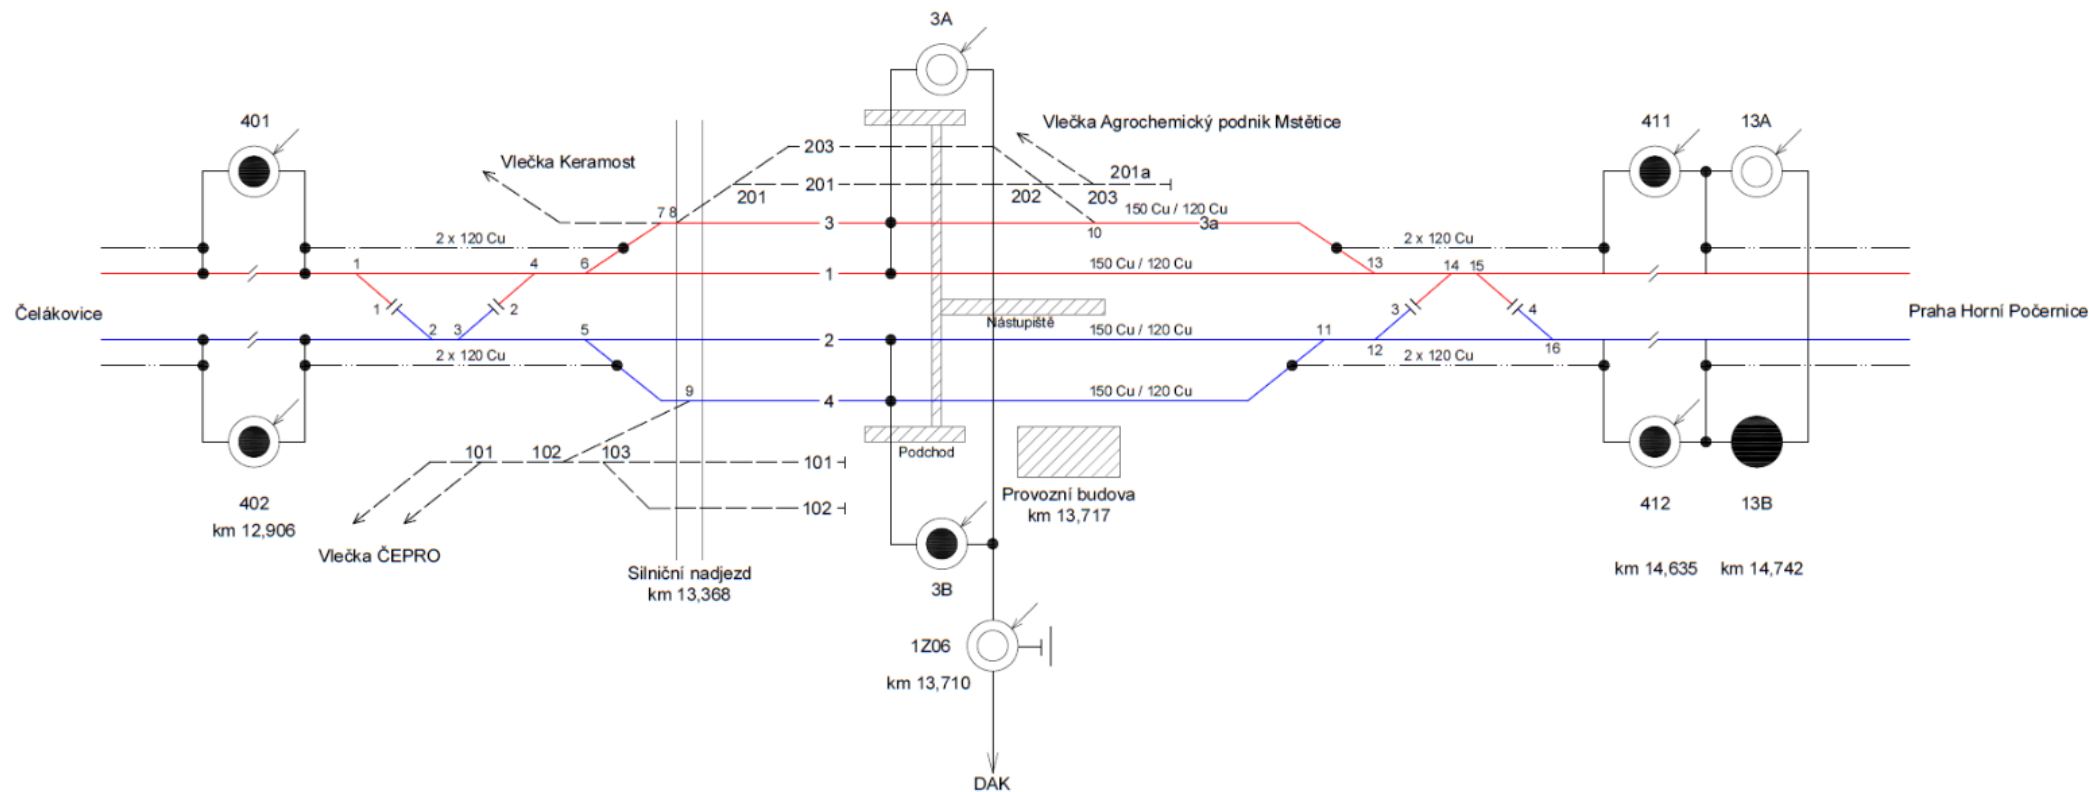 3A
401
Vlečka Agrochemický podnik Mstětice
411
13A
Vlečka Keramost
203
201
201a
201
202
203
7
8
3
150 Cu / 120 Cu
3a
10
2 x 120 Cu
2 x 120 Cu
1
4
6
1
150 Cu / 120 Cu
13
14
15
Čelákovice
1
2
Nástupiště
3
4
Praha Horní Počernice
2
3
5
2
150 Cu / 120 Cu
11
12
16
2 x 120 Cu
2 x 120 Cu
9
4
150 Cu / 120 Cu
Podchod
101
102
103
101
102
402
km 12,906
Vlečka ČEPRO
Provozní budova
km 13,717
412
13B
Silniční nadjezd
km 13,368
3B
km 14,635
km 14,742
1Z06
km 13,710
DAK